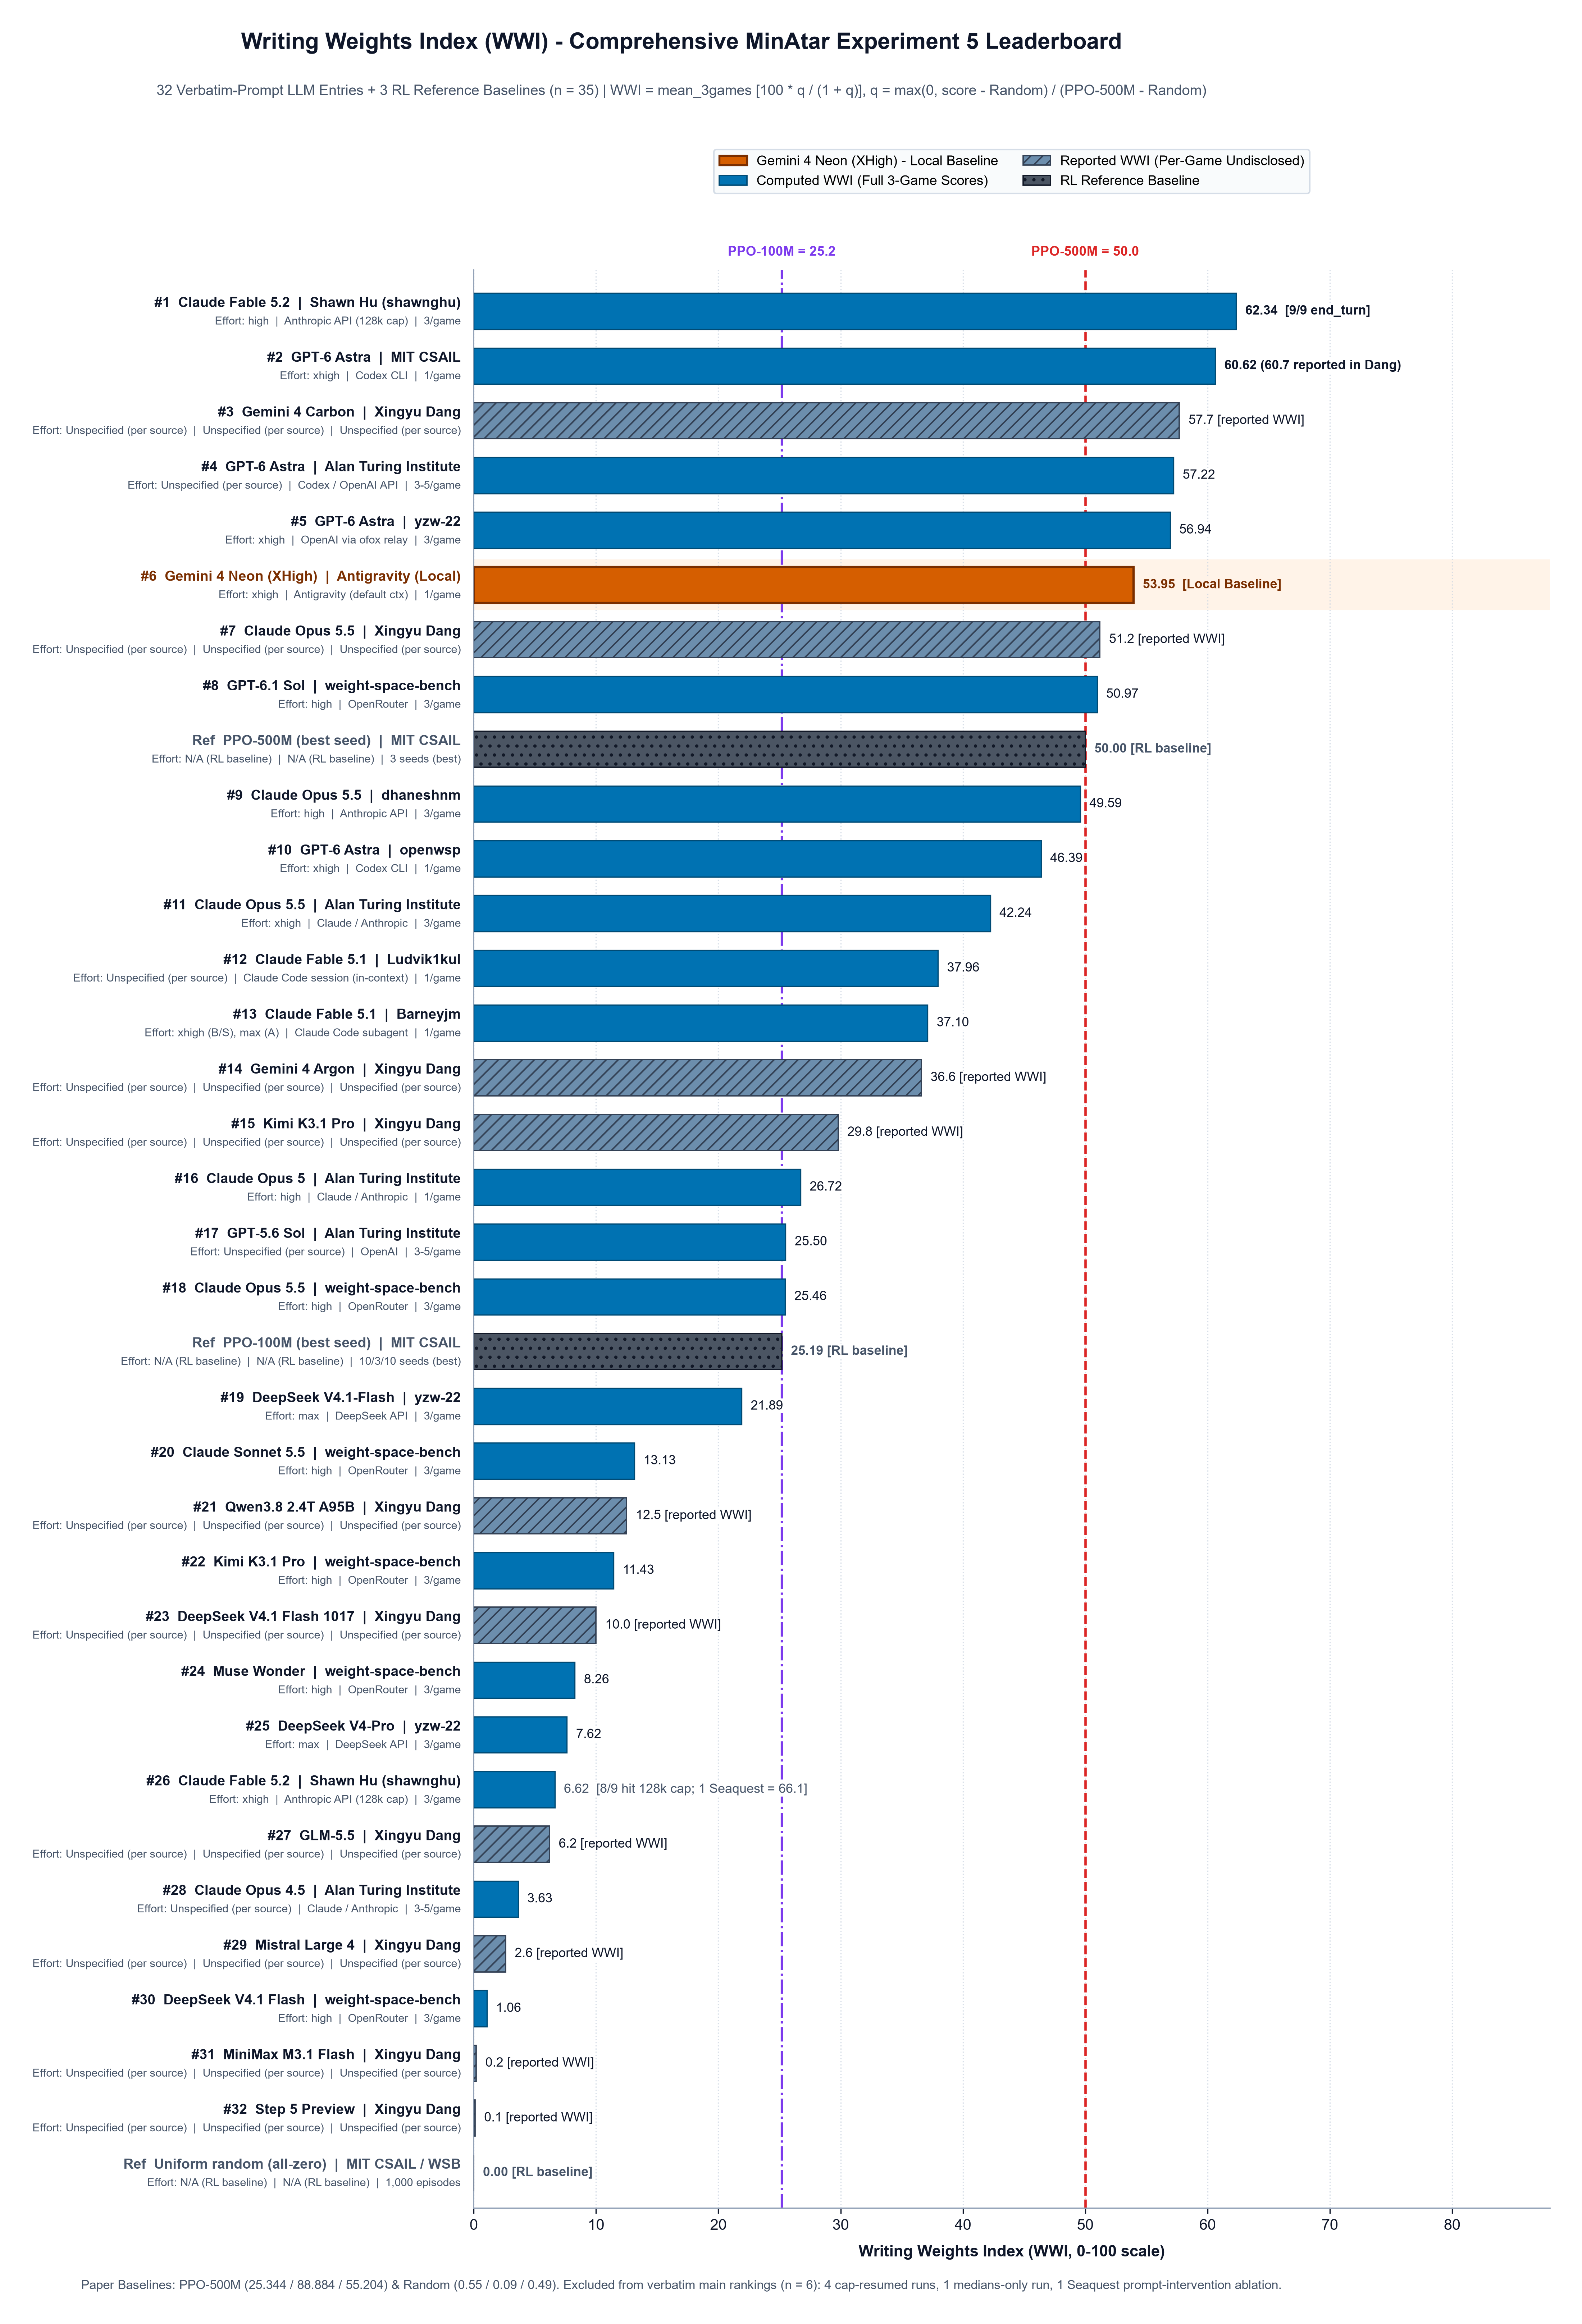 Writing Weights Index (WWI) - Comprehensive MinAtar Experiment 5 Leaderboard
32 Verbatim-Prompt LLM Entries + 3 RL Reference Baselines (n = 35) | WWI = mean_3games [100 * q / (1 + q)], q = max(0, score - Random) / (PPO-500M - Random)
Gemini 4 Neon (XHigh) - Local Baseline
Computed WWI (Full 3-Game Scores)
Reported WWI (Per-Game Undisclosed)
RL Reference Baseline
PPO-100M = 25.2
PPO-500M = 50.0
#1 Claude Fable 5.2 | Shawn Hu (shawnghu)
Effort: high | Anthropic API (128k cap) | 3/game
62.34 [9/9 end_turn]
#2 GPT-6 Astra | MIT CSAIL
Effort: xhigh | Codex CLI | 1/game
60.62 (60.7 reported in Dang)
#3 Gemini 4 Carbon | Xingyu Dang
Effort: Unspecified (per source) | Unspecified (per source) | Unspecified (per source)
57.7 [reported WWI]
#4 GPT-6 Astra | Alan Turing Institute
Effort: Unspecified (per source) | Codex / OpenAI API | 3-5/game
57.22
#5 GPT-6 Astra | yzw-22
Effort: xhigh | OpenAI via ofox relay | 3/game
56.94
#6 Gemini 4 Neon (XHigh) | Antigravity (Local)
Effort: xhigh | Antigravity (default ctx) | 1/game
53.95 [Local Baseline]
#7 Claude Opus 5.5 | Xingyu Dang
Effort: Unspecified (per source) | Unspecified (per source) | Unspecified (per source)
51.2 [reported WWI]
#8 GPT-6.1 Sol | weight-space-bench
Effort: high | OpenRouter | 3/game
50.97
Ref PPO-500M (best seed) | MIT CSAIL
Effort: N/A (RL baseline) | N/A (RL baseline) | 3 seeds (best)
50.00 [RL baseline]
#9 Claude Opus 5.5 | dhaneshnm
Effort: high | Anthropic API | 3/game
49.59
#10 GPT-6 Astra | openwsp
Effort: xhigh | Codex CLI | 1/game
46.39
#11 Claude Opus 5.5 | Alan Turing Institute
Effort: xhigh | Claude / Anthropic | 3/game
42.24
#12 Claude Fable 5.1 | Ludvik1kul
Effort: Unspecified (per source) | Claude Code session (in-context) | 1/game
37.96
#13 Claude Fable 5.1 | Barneyjm
Effort: xhigh (B/S), max (A) | Claude Code subagent | 1/game
37.10
#14 Gemini 4 Argon | Xingyu Dang
Effort: Unspecified (per source) | Unspecified (per source) | Unspecified (per source)
36.6 [reported WWI]
#15 Kimi K3.1 Pro | Xingyu Dang
Effort: Unspecified (per source) | Unspecified (per source) | Unspecified (per source)
29.8 [reported WWI]
#16 Claude Opus 5 | Alan Turing Institute
Effort: high | Claude / Anthropic | 1/game
26.72
#17 GPT-5.6 Sol | Alan Turing Institute
Effort: Unspecified (per source) | OpenAI | 3-5/game
25.50
#18 Claude Opus 5.5 | weight-space-bench
Effort: high | OpenRouter | 3/game
25.46
Ref PPO-100M (best seed) | MIT CSAIL
Effort: N/A (RL baseline) | N/A (RL baseline) | 10/3/10 seeds (best)
25.19 [RL baseline]
#19 DeepSeek V4.1-Flash | yzw-22
Effort: max | DeepSeek API | 3/game
21.89
#20 Claude Sonnet 5.5 | weight-space-bench
Effort: high | OpenRouter | 3/game
13.13
#21 Qwen3.8 2.4T A95B | Xingyu Dang
Effort: Unspecified (per source) | Unspecified (per source) | Unspecified (per source)
12.5 [reported WWI]
#22 Kimi K3.1 Pro | weight-space-bench
Effort: high | OpenRouter | 3/game
11.43
#23 DeepSeek V4.1 Flash 1017 | Xingyu Dang
Effort: Unspecified (per source) | Unspecified (per source) | Unspecified (per source)
10.0 [reported WWI]
#24 Muse Wonder | weight-space-bench
Effort: high | OpenRouter | 3/game
8.26
#25 DeepSeek V4-Pro | yzw-22
Effort: max | DeepSeek API | 3/game
7.62
#26 Claude Fable 5.2 | Shawn Hu (shawnghu)
Effort: xhigh | Anthropic API (128k cap) | 3/game
6.62 [8/9 hit 128k cap; 1 Seaquest = 66.1]
#27 GLM-5.5 | Xingyu Dang
Effort: Unspecified (per source) | Unspecified (per source) | Unspecified (per source)
6.2 [reported WWI]
#28 Claude Opus 4.5 | Alan Turing Institute
Effort: Unspecified (per source) | Claude / Anthropic | 3-5/game
3.63
#29 Mistral Large 4 | Xingyu Dang
Effort: Unspecified (per source) | Unspecified (per source) | Unspecified (per source)
2.6 [reported WWI]
#30 DeepSeek V4.1 Flash | weight-space-bench
Effort: high | OpenRouter | 3/game
1.06
#31 MiniMax M3.1 Flash | Xingyu Dang
Effort: Unspecified (per source) | Unspecified (per source) | Unspecified (per source)
0.2 [reported WWI]
#32 Step 5 Preview | Xingyu Dang
Effort: Unspecified (per source) | Unspecified (per source) | Unspecified (per source)
0.1 [reported WWI]
Ref Uniform random (all-zero) | MIT CSAIL / WSB
Effort: N/A (RL baseline) | N/A (RL baseline) | 1,000 episodes
0.00 [RL baseline]
0 10 20 30 40 50 60 70 80
Writing Weights Index (WWI, 0-100 scale)
Paper Baselines: PPO-500M (25.344 / 88.884 / 55.204) & Random (0.55 / 0.09 / 0.49). Excluded from verbatim main rankings (n = 6): 4 cap-resumed runs, 1 medians-only run, 1 Seaquest prompt-intervention ablation.